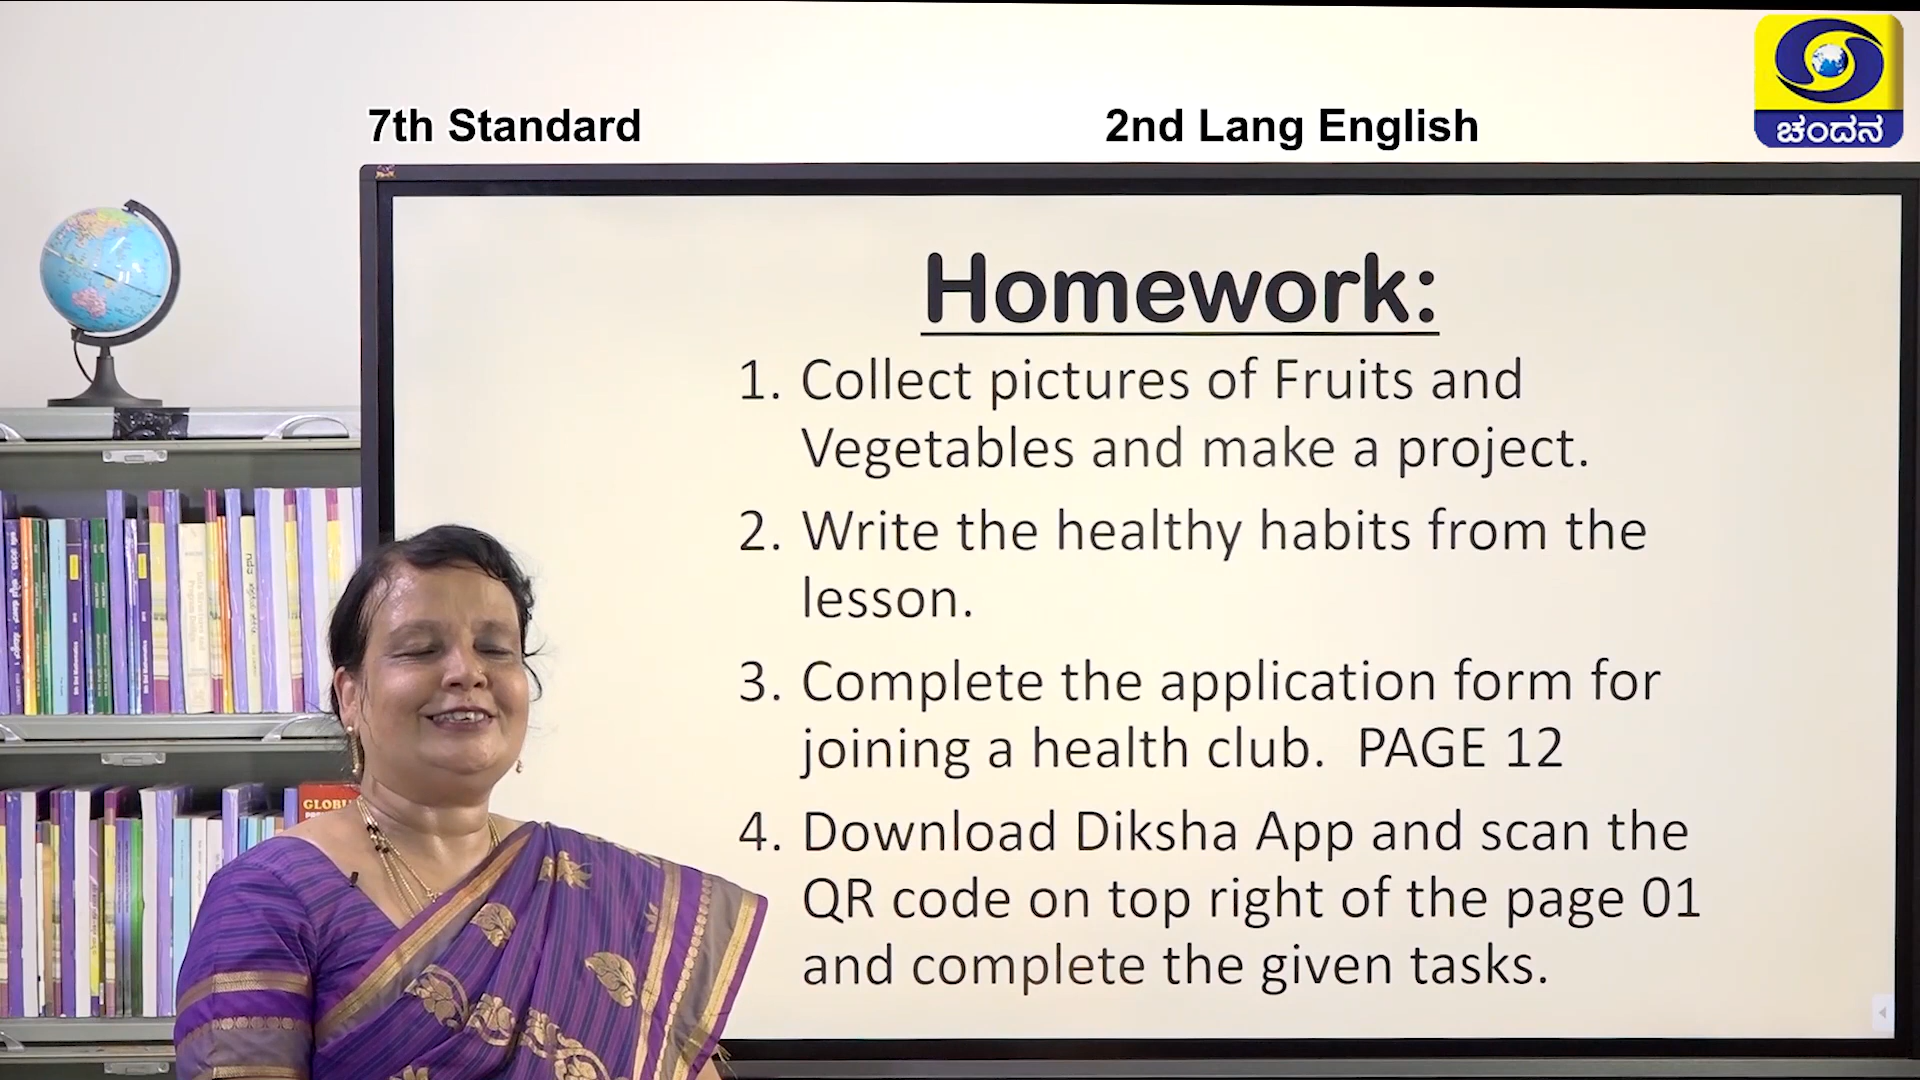 7th Standard
2nd Lang English
ಚಂದನ
Homework:
1. Collect pictures of Fruits and
Vegetables and make a project.
2. Write the healthy habits from the
lesson.
3. Complete the application form for
joining a health club. PAGE 12
4. Download Diksha App and scan the
QR code on top right of the page 01
and complete the given tasks.